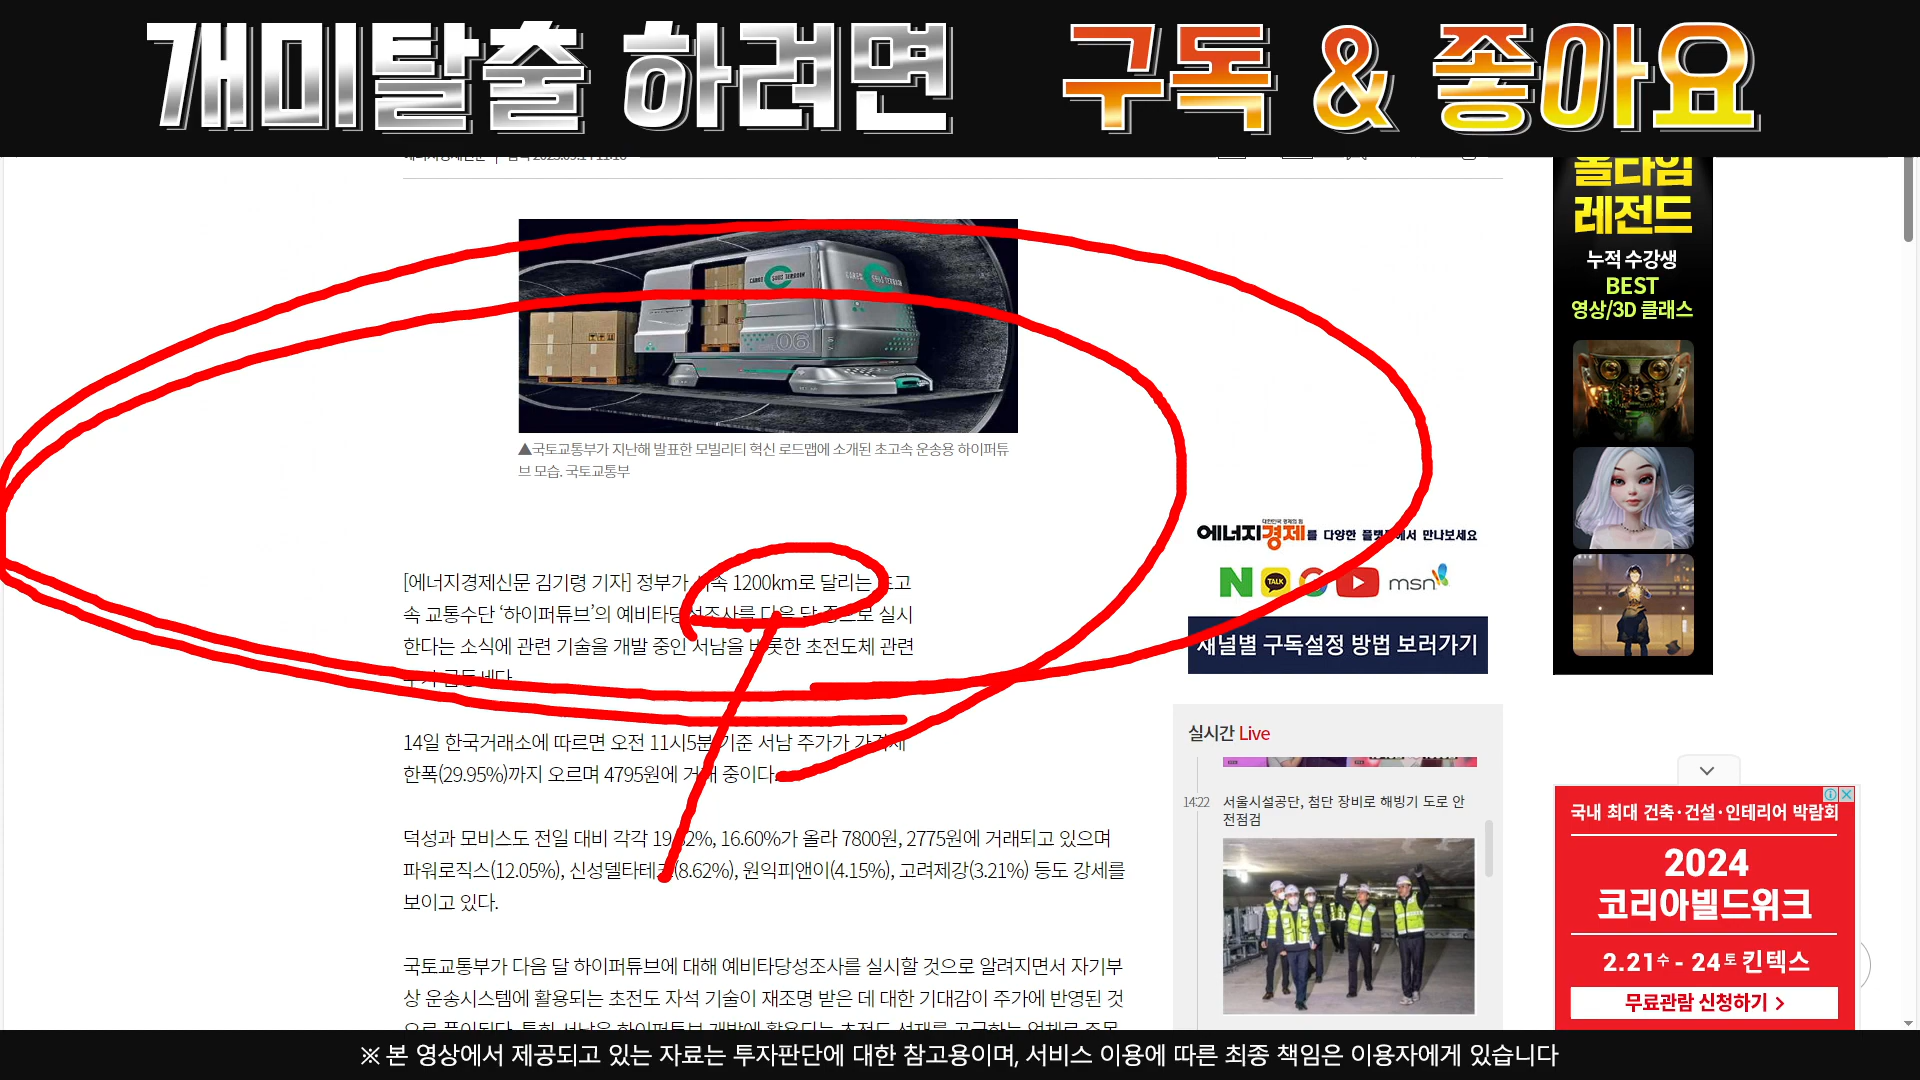 개미탈출 하려면 구독 & 좋아요
올타임
레전드
누적 수강생
BEST
영상/3D 클래스
CARGO SUBS TERRAIN
06
▲국토교통부가 지난해 발표한 모빌리티 혁신 로드맵에 소개된 초고속 운송용 하이퍼튜
브 모습. 국토교통부
에너지경제를 다양한 플랫폼에서 만나보세요
N TALK G msn
채널별 구독설정 방법 보러가기
[에너지경제신문 김기령 기자] 정부가 시속 1200km로 달리는 초고
속 교통수단 ‘하이퍼튜브’의 예비타당성조사를 다음 달 중으로 실시
한다는 소식에 관련 기술을 개발 중인 서남을 비롯한 초전도체 관련
14일 한국거래소에 따르면 오전 11시5분 기준 서남 주가가 가격제
한폭(29.95%)까지 오르며 4795원에 거래 중이다.
덕성과 모비스도 전일 대비 각각 16.60%가 올라 7800원, 2775원에 거래되고 있으며
파워로직스(12.05%), 신성델타테크(8.62%), 원익피앤이(4.15%), 고려제강(3.21%) 등도 강세를
보이고 있다.
국토교통부가 다음 달 하이퍼튜브에 대해 예비타당성조사를 실시할 것으로 알려지면서 자기부
상 운송시스템에 활용되는 초전도 자석 기술이 재조명 받은 데 대한 기대감이 주가에 반영된 것
실시간 Live
14:22 서울시설공단, 첨단 장비로 해빙기 도로 안
전점검
국내 최대 건축·건설·인테리어 박람회
2024
코리아빌드위크
2.21수 - 24토 킨텍스
무료관람 신청하기 >
※ 본 영상에서 제공되고 있는 자료는 투자판단에 대한 참고용이며, 서비스 이용에 따른 최종 책임은 이용자에게 있습니다